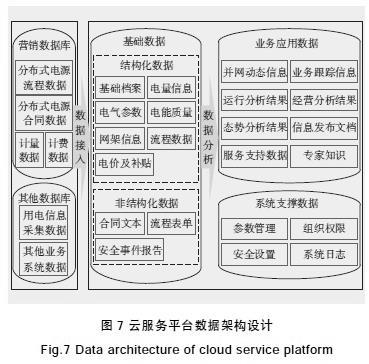 营销数据库
分布式电源
流程数据
分布式电源
合同数据
计量
数据
计费
数据
其他数据库
用电信息
采集数据
其他业务
系统数据
数据接入
基础数据
结构化数据
基础档案
电量信息
电气参数
电能质量
网架信息
流程数据
电价及补贴
非结构化数据
合同文本
流程表单
安全事件报告
数据分析
业务应用数据
并网动态信息
业务跟踪信息
运行分析结果
经营分析结果
态势分析结果
信息发布文档
服务支持数据
专家知识
系统支撑数据
参数管理
组织权限
安全设置
系统日志
图 7 云服务平台数据架构设计
Fig.7 Data architecture of cloud service platform